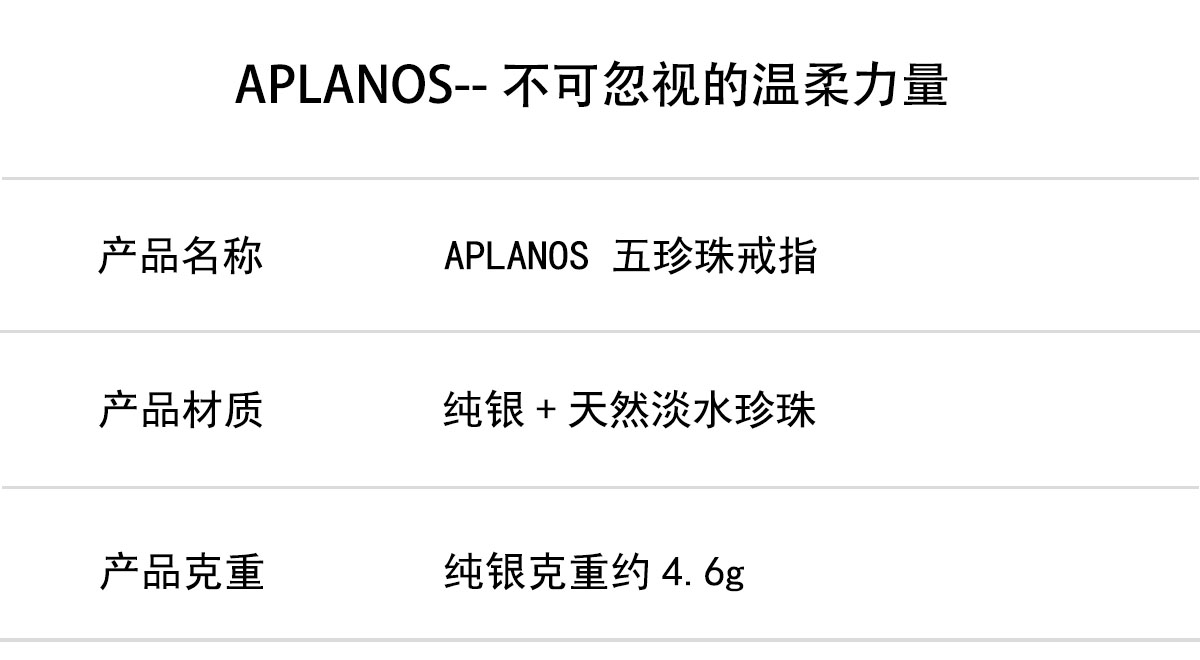 APLANOS-- 不可忽视的温柔力量
产品名称 APLANOS 五珍珠戒指
产品材质 纯银+天然淡水珍珠
产品克重 纯银克重约4.6g